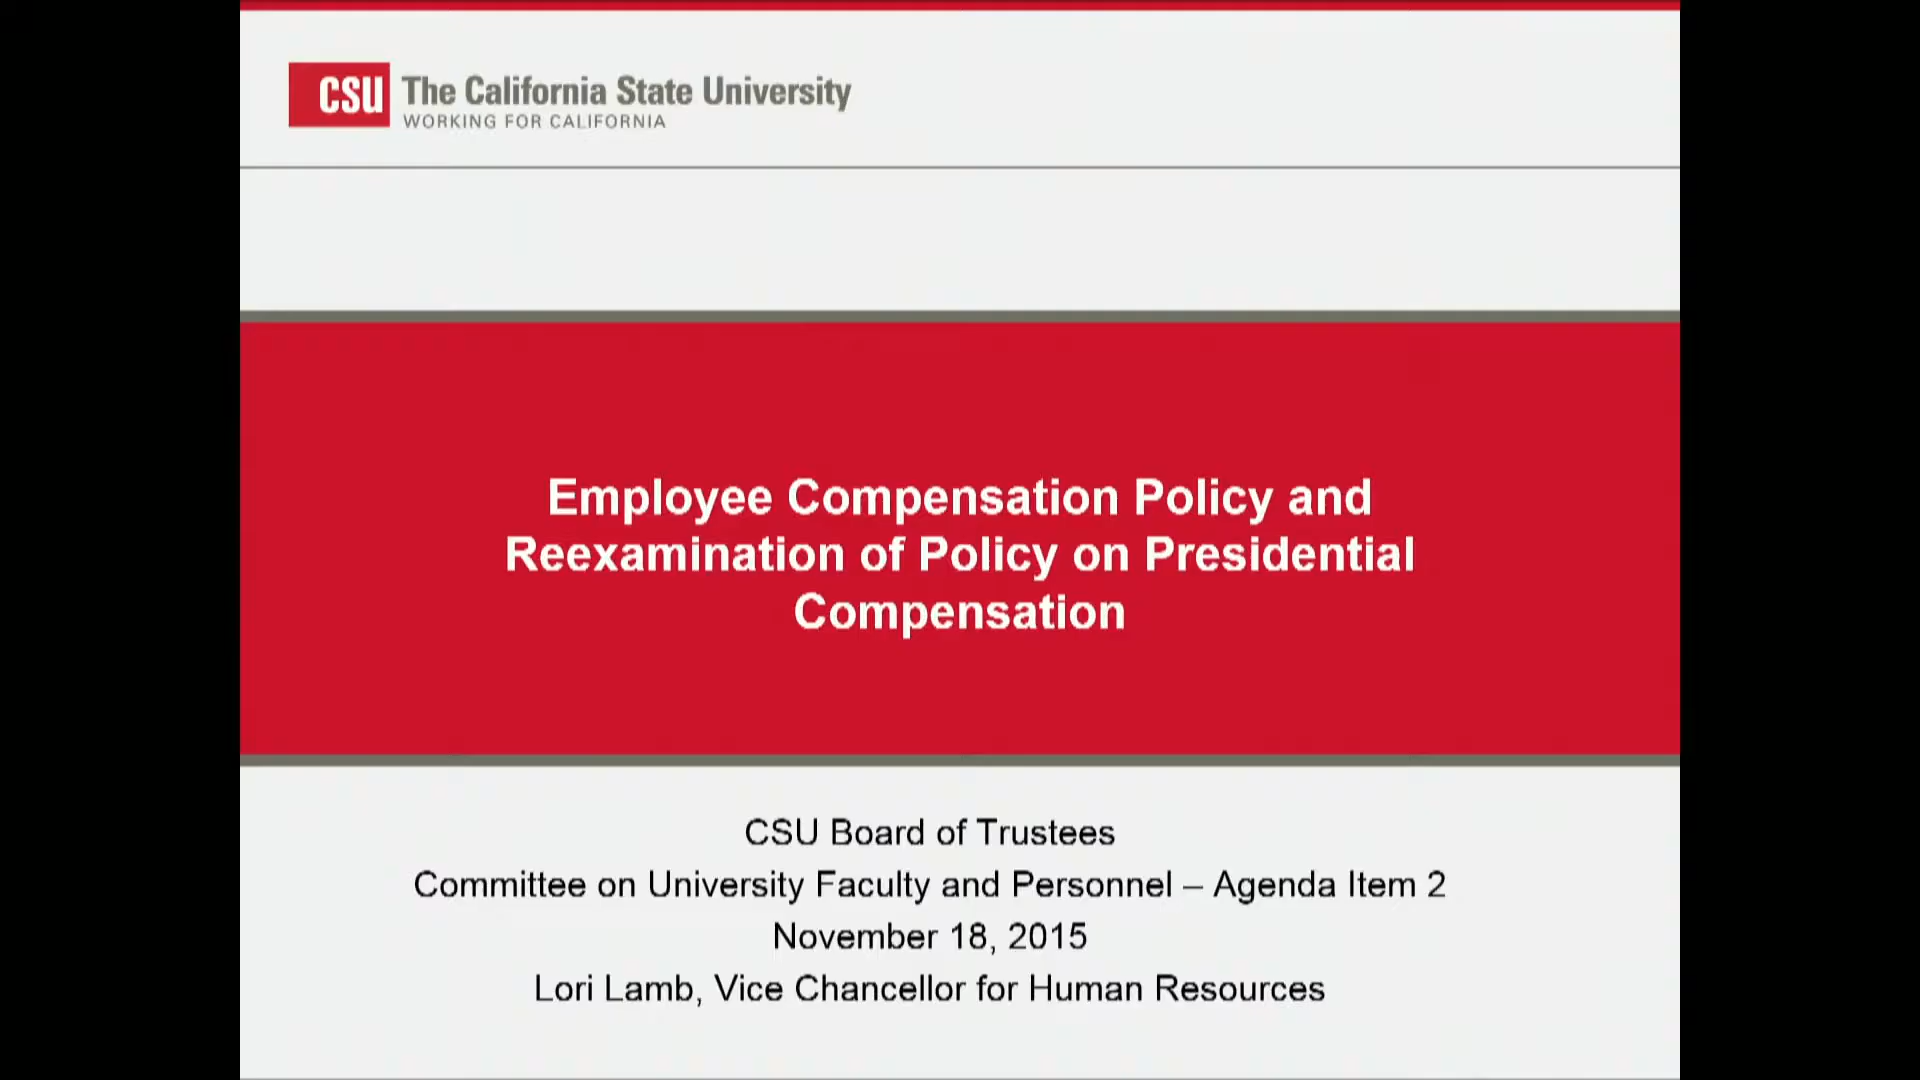 CSU The California State University
WORKING FOR CALIFORNIA
Employee Compensation Policy and
Reexamination of Policy on Presidential
Compensation
CSU Board of Trustees
Committee on University Faculty and Personnel – Agenda Item 2
November 18, 2015
Lori Lamb, Vice Chancellor for Human Resources